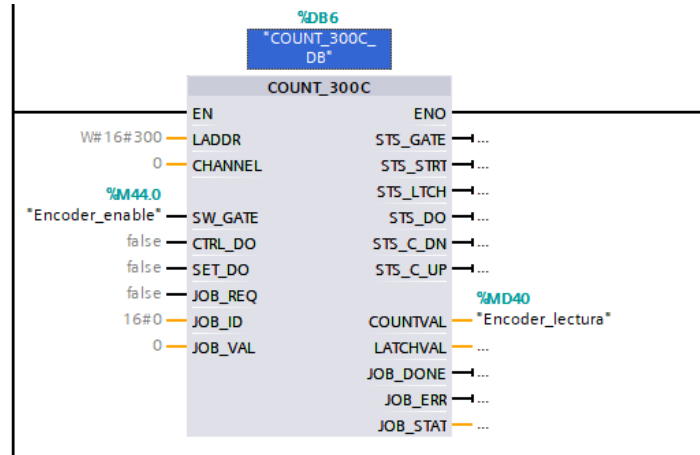 %DB6
"COUNT_300C_
DB"
COUNT_300C
EN ENO
W#16#300 LADDR STS_GATE ...
0 CHANNEL STS_STRT ...
%M44.0 STS_LTCH ...
"Encoder_enable" SW_GATE STS_DO ...
false CTRL_DO STS_C_DN ...
false SET_DO STS_C_UP ...
false JOB_REQ %MD40
16#0 JOB_ID COUNTVAL "Encoder_lectura"
0 JOB_VAL LATCHVAL ...
JOB_DONE ...
JOB_ERR ...
JOB_STAT ...